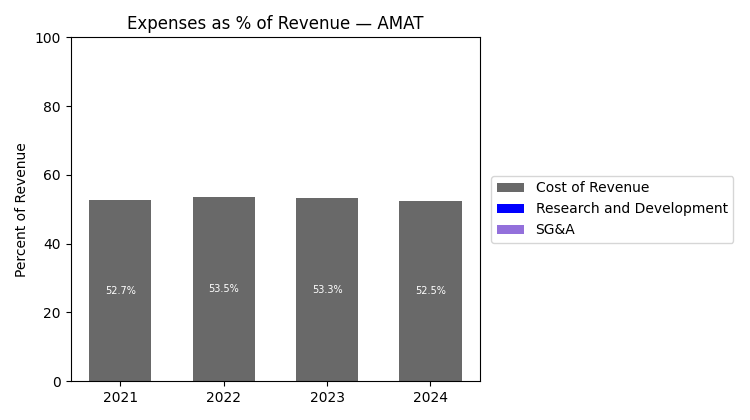 Expenses as % of Revenue — AMAT
100
80
60
40
20
0
Percent of Revenue
52.7%
53.5%
53.3%
52.5%
2021
2022
2023
2024
Cost of Revenue
Research and Development
SG&A